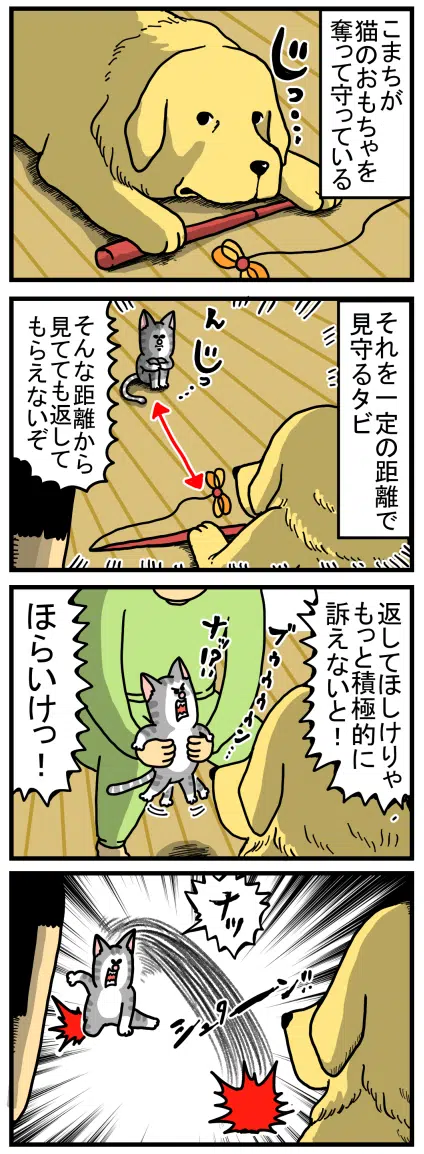 こまちが
猫のおもちゃを
奪って守っている
じっ…
それを一定の距離で
見守るタビ
んじっ…
そんな距離から
見てても返して
もらえないぞ
返してほしけりゃ
もっと積極的に
訴えないと！
ブゥゥゥゥン…
ナッ!?
ほらいけっ！
ナッ
シュターーン!!